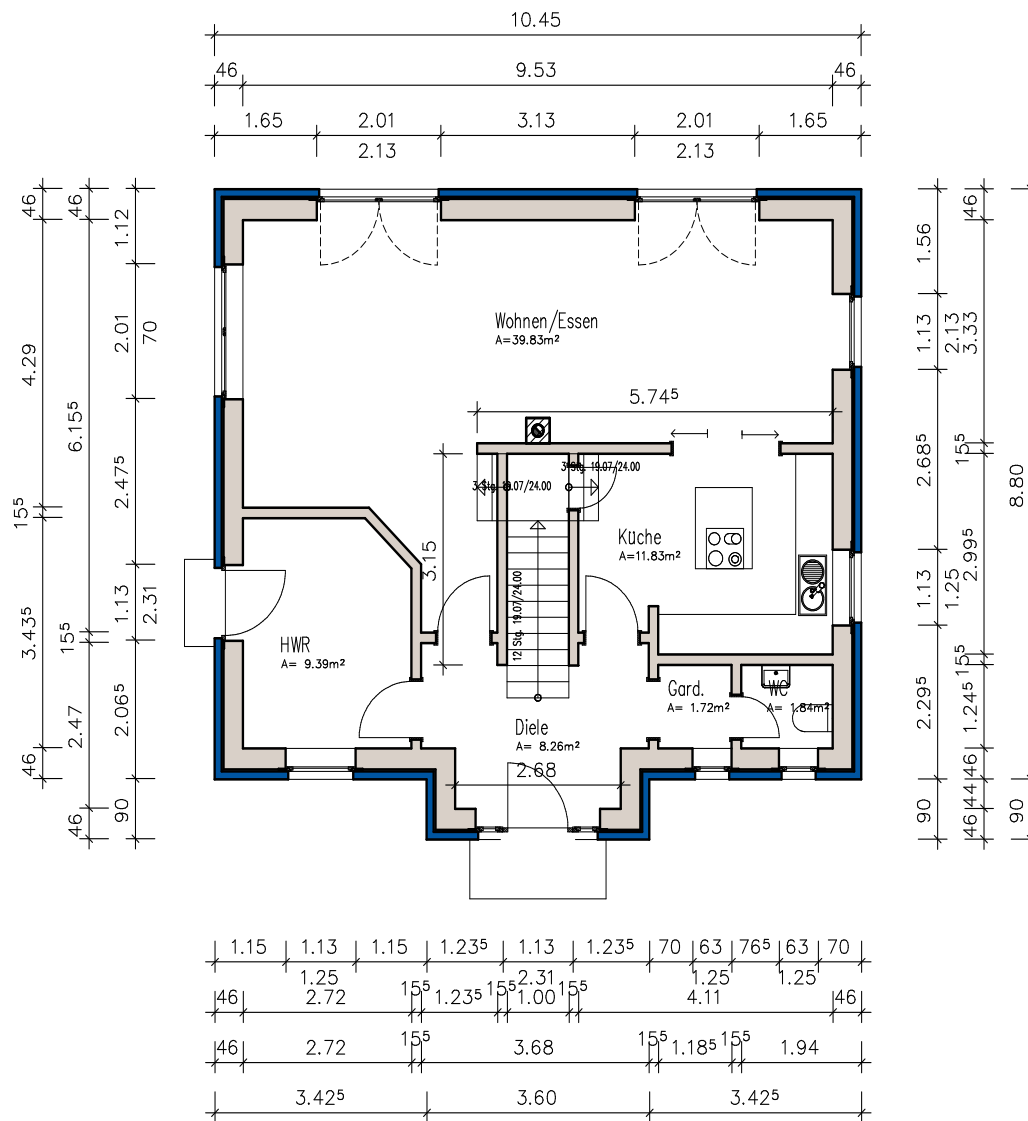 10.45
46 9.53 46
1.65 2.01 3.13 2.01 1.65
2.13 2.13
46 46 1.12 1.56 46
2.01 70 1.13 2.13 3.33
4.29 6.15⁵ 2.47⁵ 2.68⁵ 15⁵ 8.80
Wohnen/Essen
A=39.83m²
5.74⁵
3 Stg. 19.07/24.00
3 Stg. 19.07/24.00
Küche
A=11.83m²
3.15
12 Stg. 19.07/24.00
15⁵ 1.13 2.31 1.13 1.25 2.99⁵
3.43⁵ 15⁵ 15⁵
HWR
A= 9.39m²
Gard.
A= 1.72m²
WC
A= 1.84m²
Diele
A= 8.26m²
2.68
2.47 2.06⁵ 2.29⁵ 1.24⁵
46 90 46 90 46 44 46 90
1.15 1.13 1.15 1.23⁵ 1.13 1.23⁵ 70 63 76⁵ 63 70
1.25 2.31 1.25 1.25
46 2.72 15⁵ 1.23⁵ 15⁵ 1.00 15⁵ 4.11 46
46 2.72 15⁵ 3.68 15⁵ 1.18⁵ 15⁵ 1.94
3.42⁵ 3.60 3.42⁵